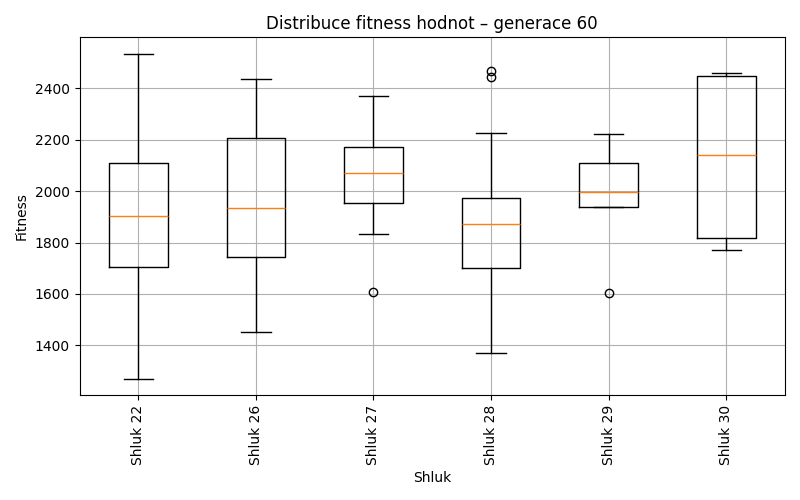 Distribuce fitness hodnot – generace 60
Fitness
2400
2200
2000
1800
1600
1400
Shluk 22
Shluk 26
Shluk 27
Shluk 28
Shluk 29
Shluk 30
Shluk